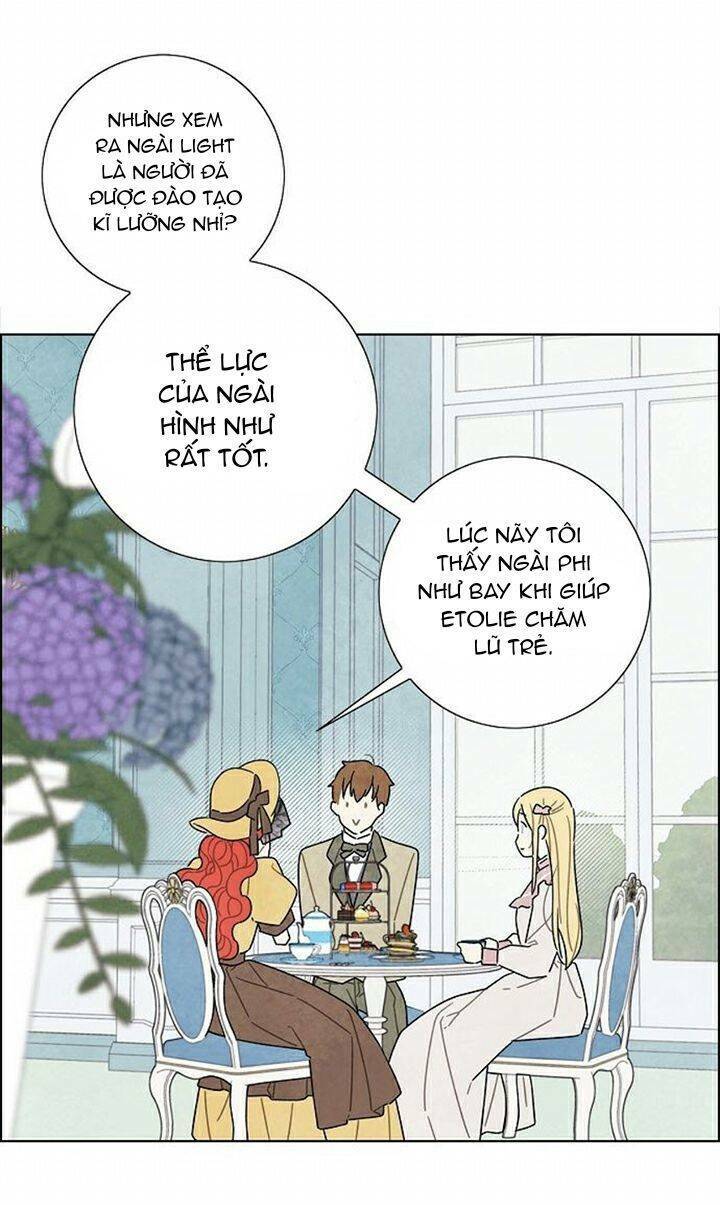 NHƯNG XEM
RA NGÀI LIGHT
LÀ NGƯỜI ĐÃ
ĐƯỢC ĐÀO TẠO
KĨ LƯỠNG NHỈ?
THỂ LỰC
CỦA NGÀI
HÌNH NHƯ
RẤT TỐT.
LÚC NÃY TÔI
THẤY NGÀI PHI
NHƯ BAY KHI GIÚP
ETOLIE CHĂM
LŨ TRẺ.